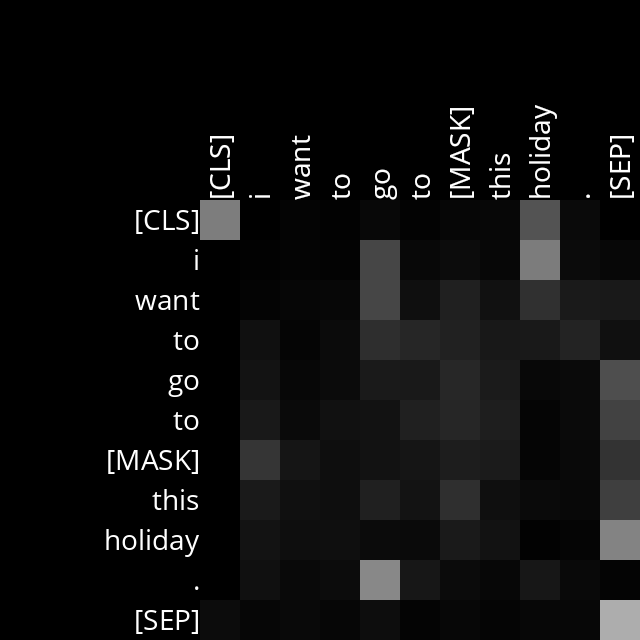 [CLS] i want to go to [MASK] this holiday . [SEP]
[CLS]
i
want
to
go
to
[MASK]
this
holiday
.
[SEP]